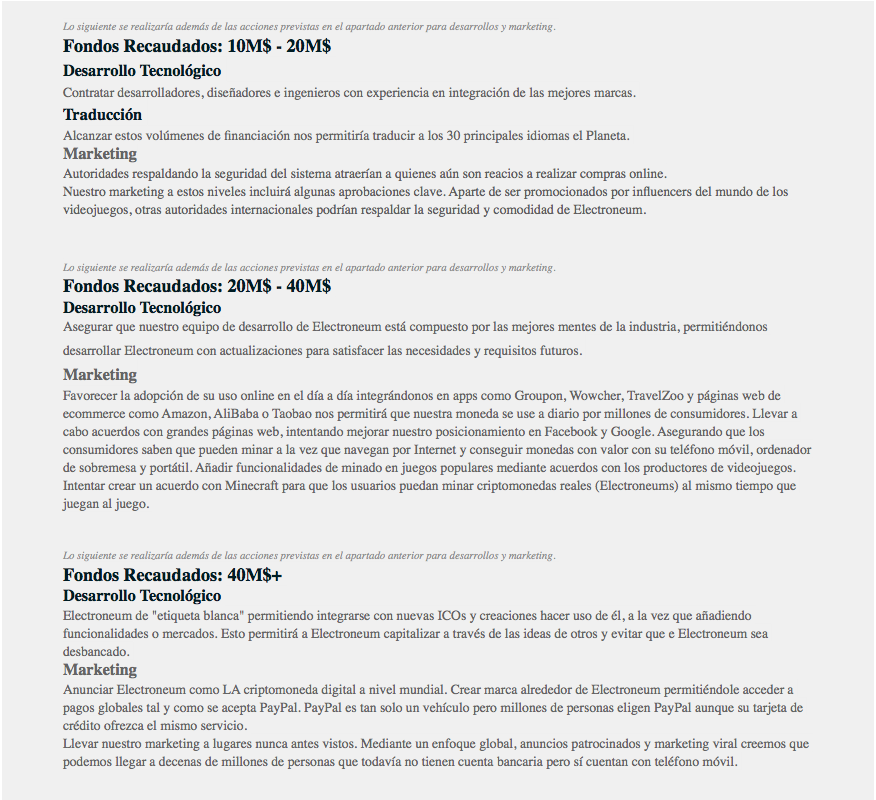 Lo siguiente se realizaría además de las acciones previstas en el apartado anterior para desarrollos y marketing.
Fondos Recaudados: 10M$ - 20M$
Desarrollo Tecnológico
Contratar desarrolladores, diseñadores e ingenieros con experiencia en integración de las mejores marcas.
Traducción
Alcanzar estos volúmenes de financiación nos permitiría traducir a los 30 principales idiomas el Planeta.
Marketing
Autoridades respaldando la seguridad del sistema atraerían a quienes aún son reacios a realizar compras online.
Nuestro marketing a estos niveles incluirá algunas aprobaciones clave. Aparte de ser promocionados por influencers del mundo de los
videojuegos, otras autoridades internacionales podrían respaldar la seguridad y comodidad de Electroneum.
Lo siguiente se realizaría además de las acciones previstas en el apartado anterior para desarrollos y marketing.
Fondos Recaudados: 20M$ - 40M$
Desarrollo Tecnológico
Asegurar que nuestro equipo de desarrollo de Electroneum está compuesto por las mejores mentes de la industria, permitiéndonos
desarrollar Electroneum con actualizaciones para satisfacer las necesidades y requisitos futuros.
Marketing
Favorecer la adopción de su uso online en el día a día integrándonos en apps como Groupon, Wowcher, TravelZoo y páginas web de
ecommerce como Amazon, AliBaba o Taobao nos permitirá que nuestra moneda se use a diario por millones de consumidores. Llevar a
cabo acuerdos con grandes páginas web, intentando mejorar nuestro posicionamiento en Facebook y Google. Asegurando que los
consumidores saben que pueden minar a la vez que navegan por Internet y conseguir monedas con valor con su teléfono móvil, ordenador
de sobremesa y portátil. Añadir funcionalidades de minado en juegos populares mediante acuerdos con los productores de videojuegos.
Intentar crear un acuerdo con Minecraft para que los usuarios puedan minar criptomonedas reales (Electroneums) al mismo tiempo que
juegan al juego.
Lo siguiente se realizaría además de las acciones previstas en el apartado anterior para desarrollos y marketing.
Fondos Recaudados: 40M$+
Desarrollo Tecnológico
Electroneum de "etiqueta blanca" permitiendo integrarse con nuevas ICOs y creaciones hacer uso de él, a la vez que añadiendo
funcionalidades o mercados. Esto permitirá a Electroneum capitalizar a través de las ideas de otros y evitar que e Electroneum sea
desbancado.
Marketing
Anunciar Electroneum como LA criptomoneda digital a nivel mundial. Crear marca alrededor de Electroneum permitiéndole acceder a
pagos globales tal y como se acepta PayPal. PayPal es tan solo un vehículo pero millones de personas eligen PayPal aunque su tarjeta de
crédito ofrezca el mismo servicio.
Llevar nuestro marketing a lugares nunca antes vistos. Mediante un enfoque global, anuncios patrocinados y marketing viral creemos que
podemos llegar a decenas de millones de personas que todavía no tienen cuenta bancaria pero sí cuentan con teléfono móvil.